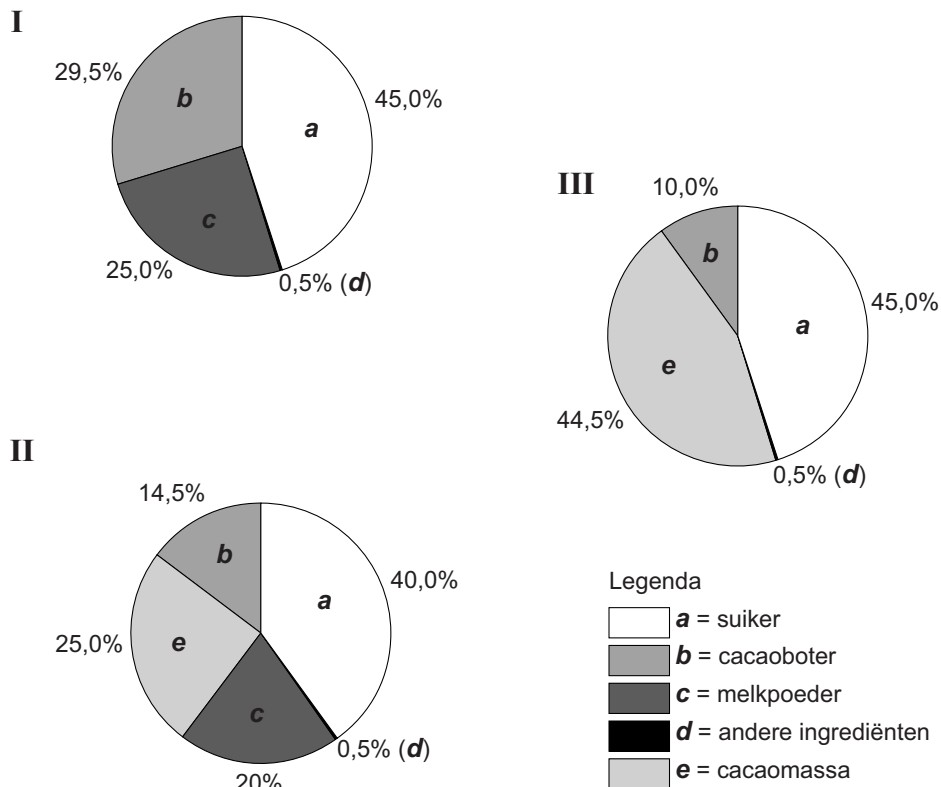 I
29,5%
b
45,0%
a
c
25,0%
0,5% (d)
III
10,0%
b
45,0%
a
e
44,5%
0,5% (d)
II
14,5%
b
40,0%
a
25,0%
e
c
0,5% (d)
20%
Legenda
a = suiker
b = cacaoboter
c = melkpoeder
d = andere ingrediënten
e = cacaomassa